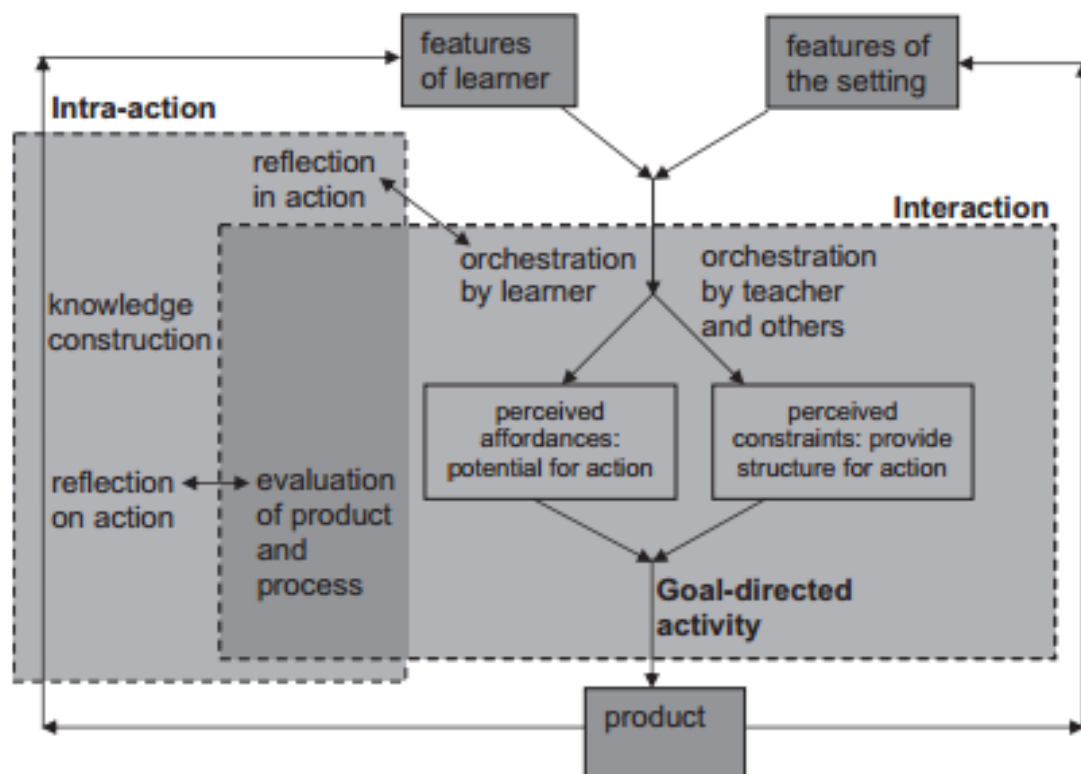 features
of learner
features of
the setting
Intra-action
reflection
in action
Interaction
orchestration
by learner
orchestration
by teacher
and others
knowledge
construction
perceived
affordances:
potential for action
perceived
constraints: provide
structure for action
reflection
on action
evaluation
of product
and
process
Goal-directed
activity
product